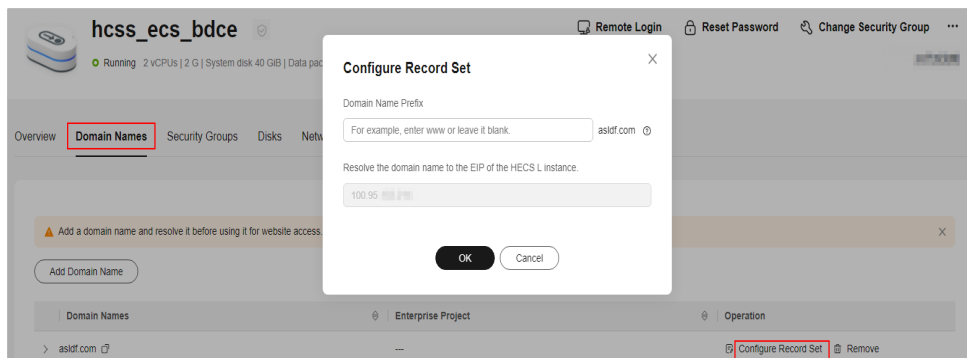 hcss_ecs_bdce
Remote Login
Reset Password
Change Security Group
Running 2 vCPUs | 2 G | System disk 40 GiB | Data pac
Overview
Domain Names
Security Groups
Disks
Netw
Configure Record Set
Domain Name Prefix
For example, enter www or leave it blank.
asldf.com
Resolve the domain name to the EIP of the HECS L instance.
100.95.
OK
Cancel
Add a domain name and resolve it before using it for website access.
Add Domain Name
Domain Names
Enterprise Project
Operation
asldf.com
---
Configure Record Set
Remove